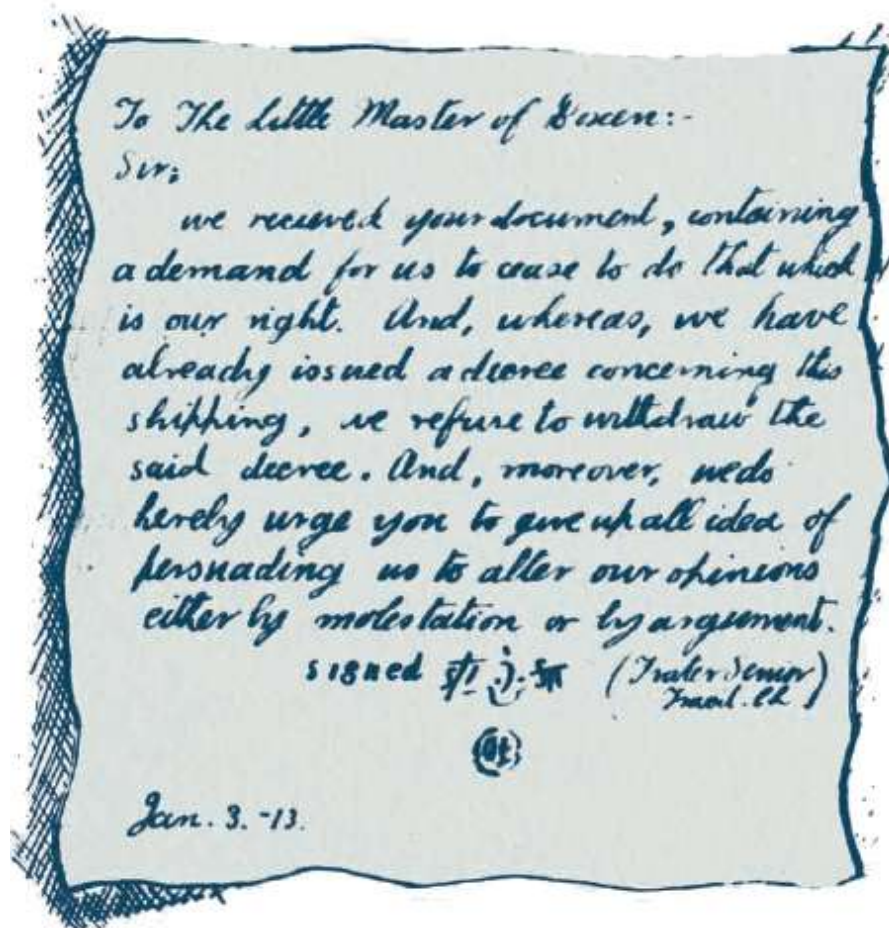 To The Little Master of Boxen:-
Sir;
we recieved your document, containing
a demand for us to cease to do that which
is our right. And, whereas, we have
already issued a decree concerning this
shipping, we refuse to withdraw the
said decree. And, moreover, we do
hereby urge you to give up all idea of
persuading us to alter our opinions
either by molestation or by argument.
signed (Frater Senior)
Jan. 3.-13.